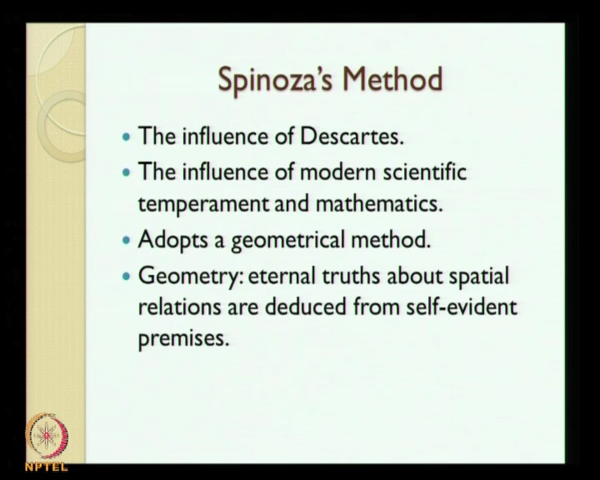 Spinoza's Method
The influence of Descartes.
The influence of modern scientific
temperament and mathematics.
Adopts a geometrical method.
Geometry: eternal truths about spatial
relations are deduced from self-evident
premises.
NPTEL